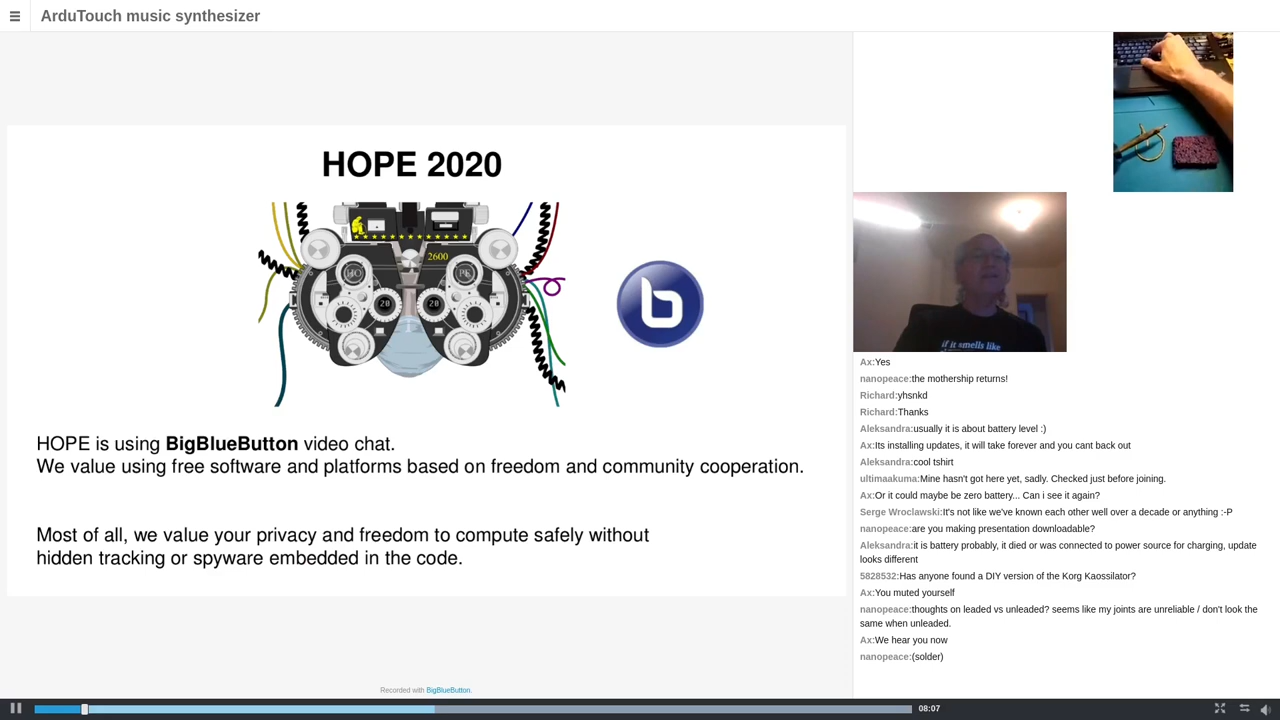 ArduTouch music synthesizer
HOPE 2020
2600
HO
PE
20
20
b
HOPE is using BigBlueButton video chat.
We value using free software and platforms based on freedom and community cooperation.
Most of all, we value your privacy and freedom to compute safely without
hidden tracking or spyware embedded in the code.
Recorded with BigBlueButton.
if it smells like
Ax:Yes
nanopeace:the mothership returns!
Richard:yhsnkd
Richard:Thanks
Aleksandra:usually it is about battery level :)
Ax:Its installing updates, it will take forever and you cant back out
Aleksandra:cool tshirt
ultimaakuma:Mine hasn't got here yet, sadly. Checked just before joining.
Ax:Or it could maybe be zero battery... Can i see it again?
Serge Wroclawski:It's not like we've known each other well over a decade or anything :-P
nanopeace:are you making presentation downloadable?
Aleksandra:it is battery probably, it died or was connected to power source for charging, update
looks different
5828532:Has anyone found a DIY version of the Korg Kaossilator?
Ax:You muted yourself
nanopeace:thoughts on leaded vs unleaded? seems like my joints are unreliable / don't look the
same when unleaded.
Ax:We hear you now
nanopeace:(solder)
08:07